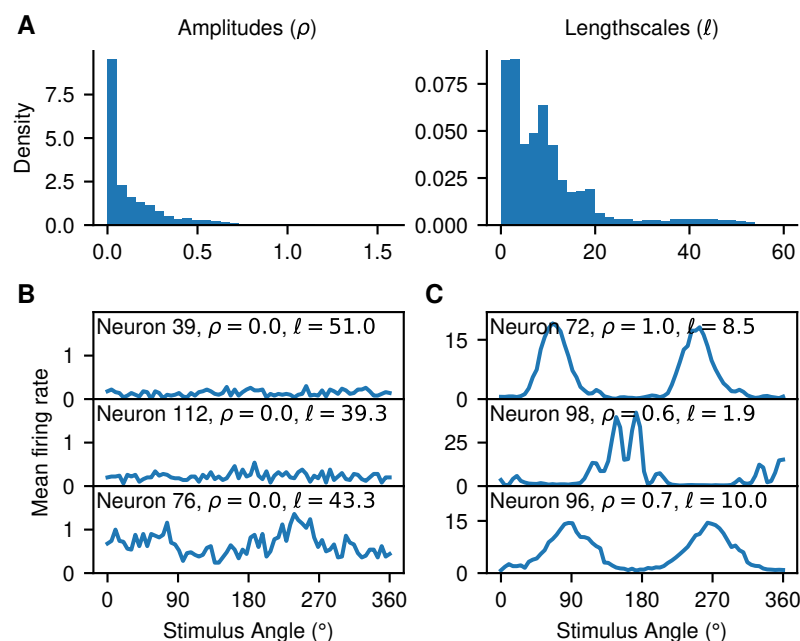 A
Amplitudes (ρ)
Lengthscales (ℓ)
Density
7.5
5.0
2.5
0.0
0.0
0.5
1.0
1.5
0.075
0.050
0.025
0.000
0
20
40
60
B
Mean firing rate
Neuron 39, ρ = 0.0, ℓ = 51.0
1
0
Neuron 112, ρ = 0.0, ℓ = 39.3
1
0
Neuron 76, ρ = 0.0, ℓ = 43.3
1
0
0
90
180
270
360
Stimulus Angle (°)
C
Neuron 72, ρ = 1.0, ℓ = 8.5
15
0
Neuron 98, ρ = 0.6, ℓ = 1.9
25
0
Neuron 96, ρ = 0.7, ℓ = 10.0
15
0
0
90
180
270
360
Stimulus Angle (°)